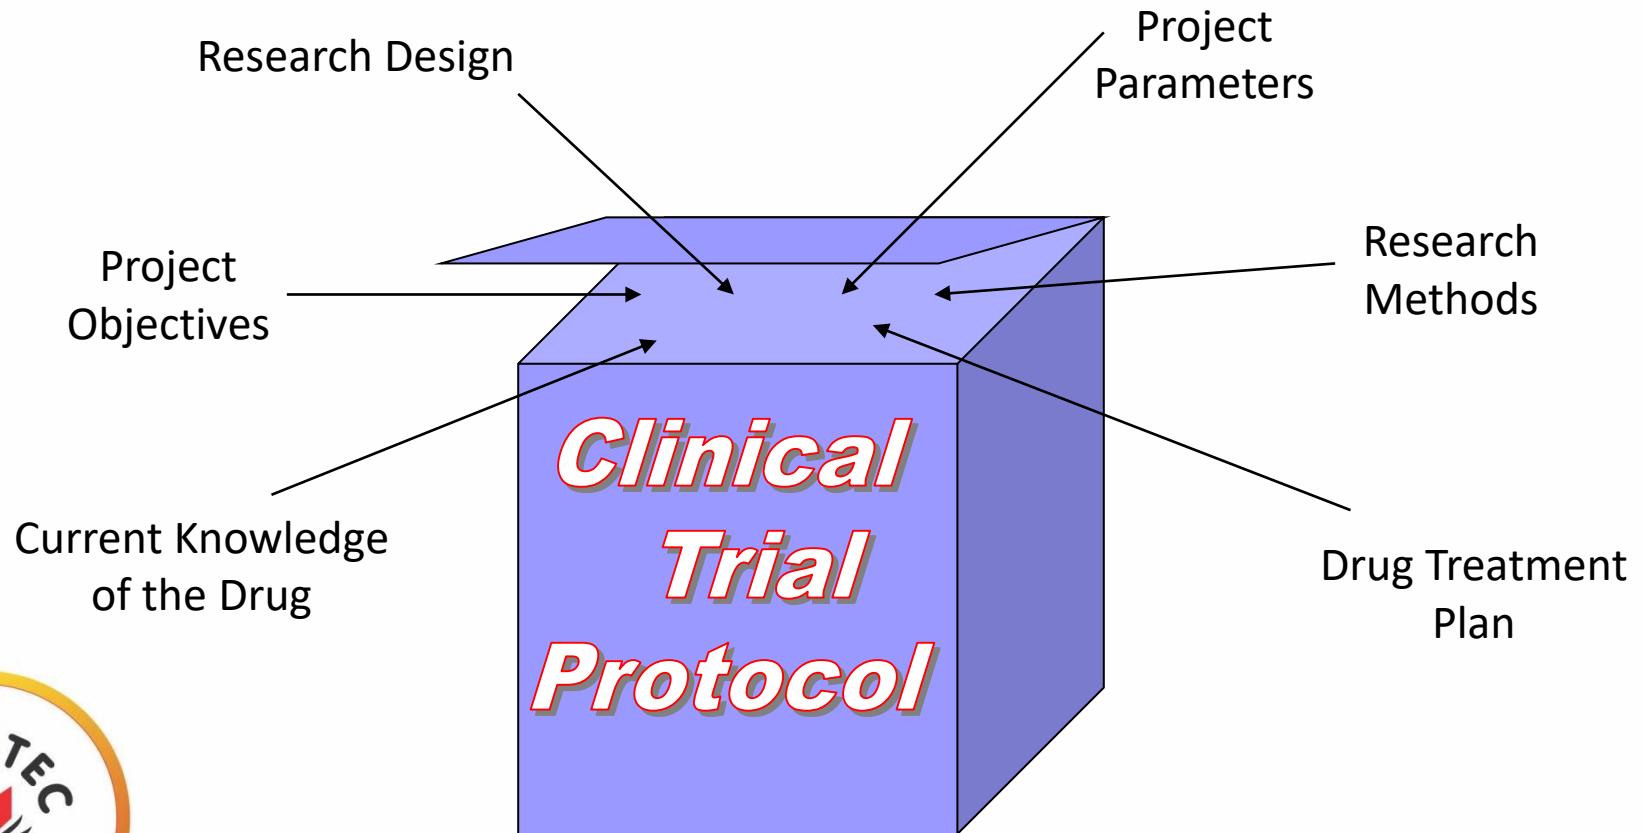 Research Design
Project
Parameters
Project
Objectives
Research
Methods
Current Knowledge
of the Drug
Drug Treatment
Plan
Clinical
Trial
Protocol
TEC